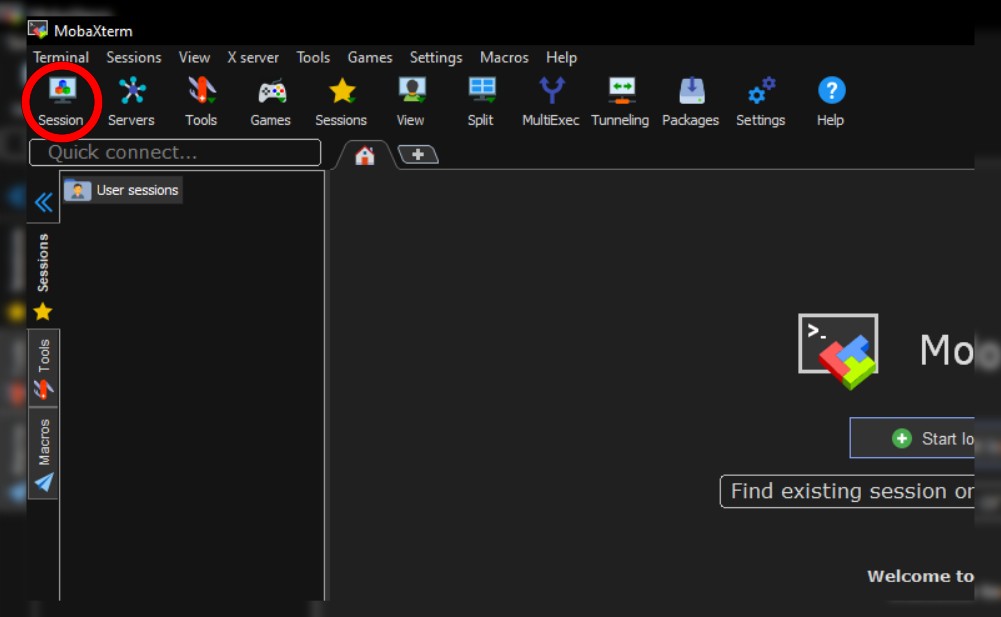 MobaXterm
Terminal Sessions View X server Tools Games Settings Macros Help
Session Servers Tools Games Sessions View Split MultiExec Tunneling Packages Settings Help
Quick connect...
User sessions
Sessions
Tools
Macros
>_
Mo
Start lo
Find existing session or
Welcome to